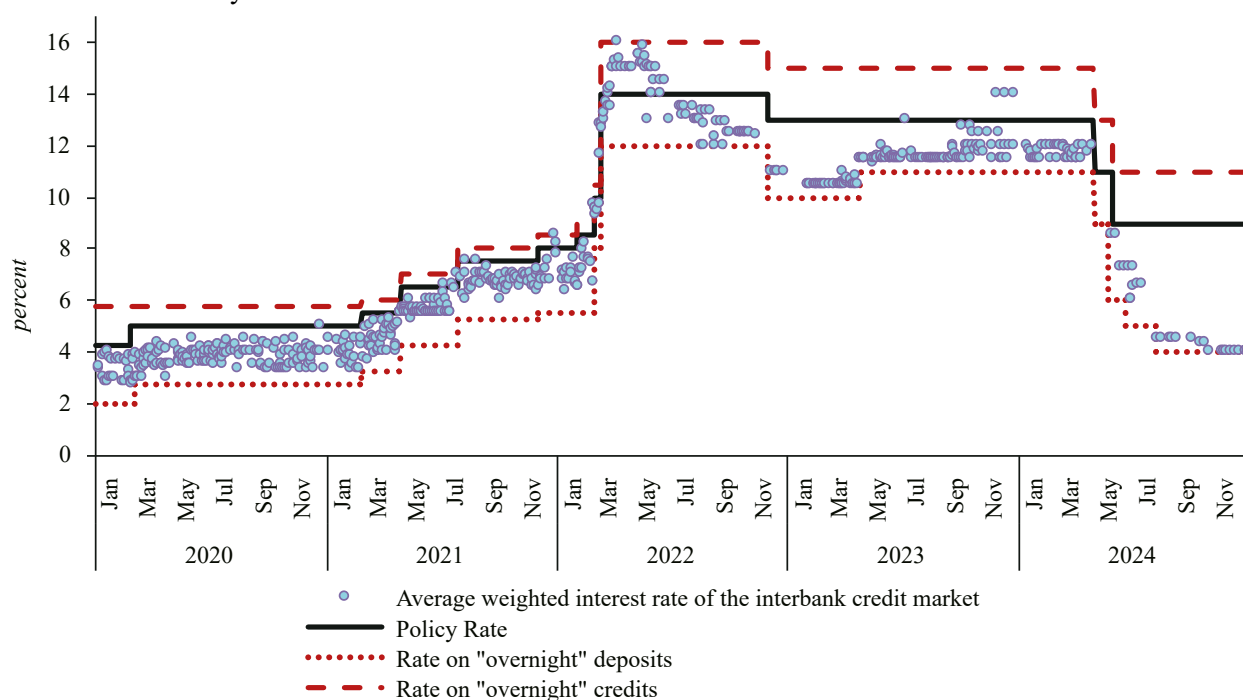 y
16
14
12
10
8
6
4
2
0
percent
Jan Mar May Jul Sep Nov Jan Mar May Jul Sep Nov Jan Mar May Jul Sep Nov Jan Mar May Jul Sep Nov Jan Mar May Jul Sep Nov
2020 2021 2022 2023 2024
Average weighted interest rate of the interbank credit market
Policy Rate
Rate on "overnight" deposits
Rate on "overnight" credits